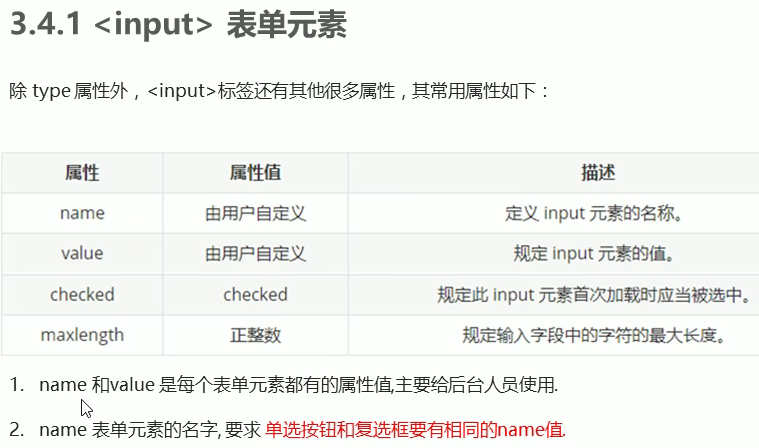 3.4.1 <input> 表单元素
除 type 属性外，<input>标签还有其他很多属性，其常用属性如下：
属性 属性值 描述
name 由用户自定义 定义 input 元素的名称。
value 由用户自定义 规定 input 元素的值。
checked checked 规定此 input 元素首次加载时应当被选中。
maxlength 正整数 规定输入字段中的字符的最大长度。
1. name 和value 是每个表单元素都有的属性值,主要给后台人员使用.
2. name 表单元素的名字, 要求 单选按钮和复选框要有相同的name值.